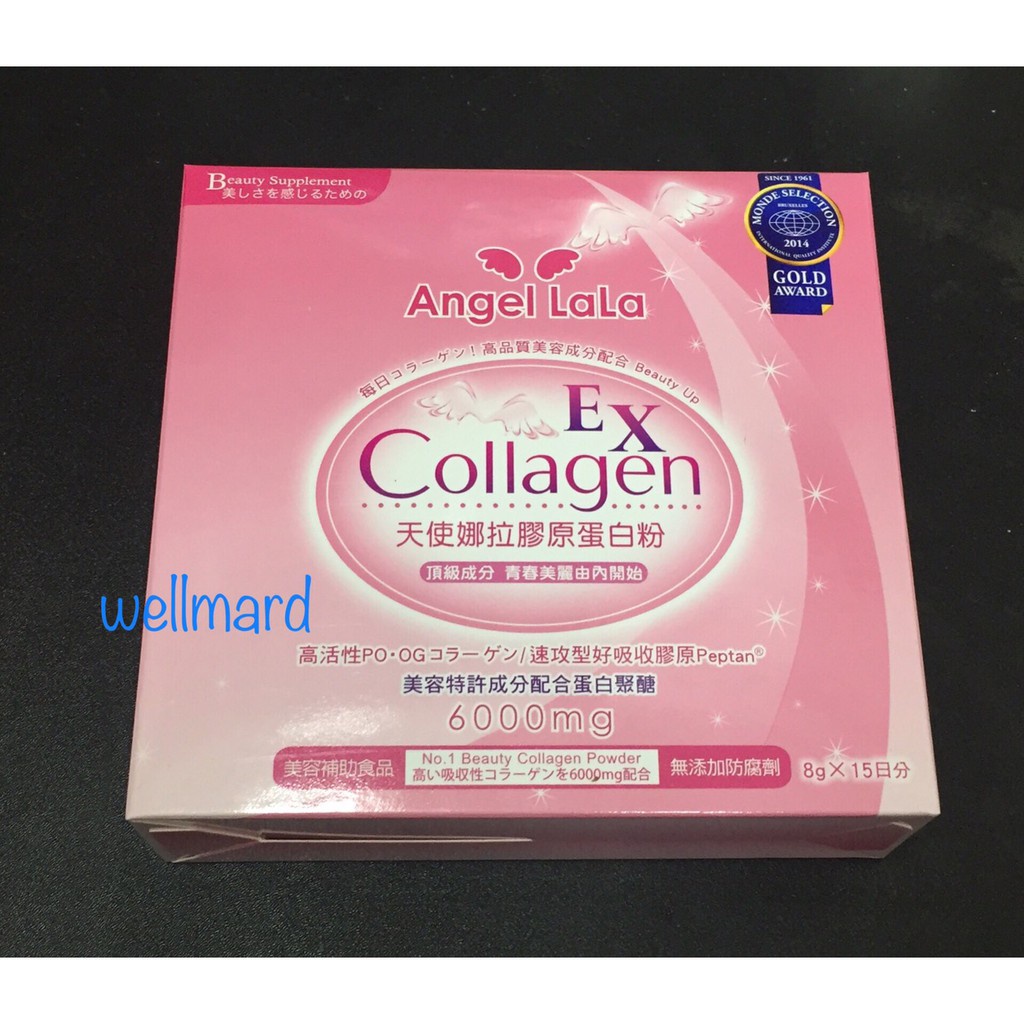 Beauty Supplement
美しさを感じるための
SINCE 1961
MONDE SELECTION
BRUXELLES
2014
INTERNATIONAL QUALITY INSTITUTE
GOLD
AWARD
Angel LaLa
毎日コラーゲン！高品質美容成分配合 Beauty Up
EX
Collagen
天使娜拉膠原蛋白粉
頂級成分 青春美麗由內開始
wellmard
高活性PO・OGコラーゲン/速攻型好吸收膠原Peptan®
美容特許成分配合蛋白聚醣
6000mg
美容補助食品
No.1 Beauty Collagen Powder
高い吸収性コラーゲンを6000mg配合
無添加防腐劑
8g×15日分